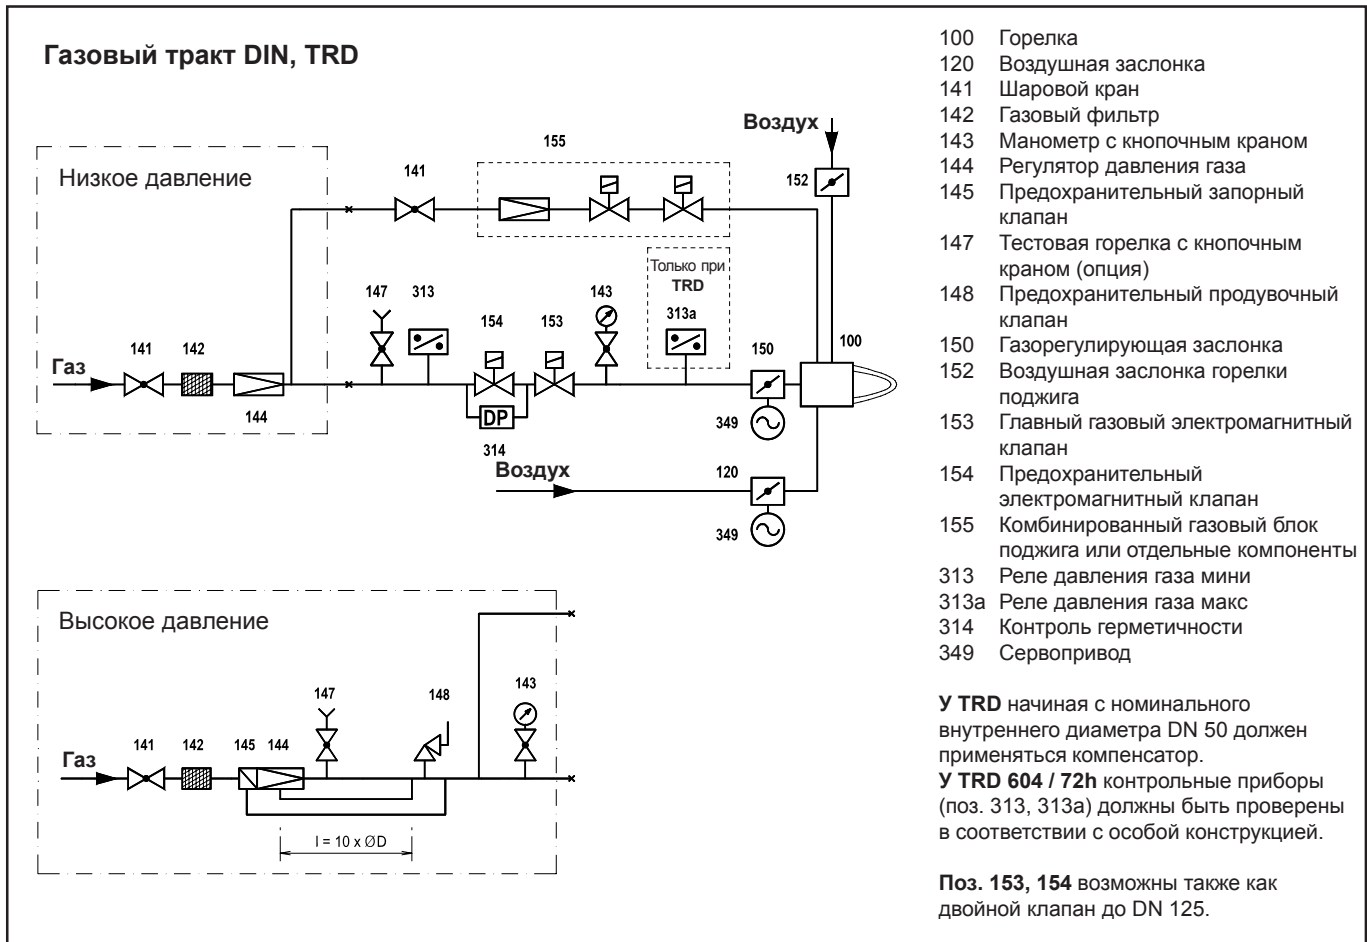 Газовый тракт DIN, TRD
Низкое давление
Воздух
155
141
152
Только при
TRD
147
313
154
153
143
313a
150
100
Газ
141
142
144
DP
314
349
Воздух
120
349
Высокое давление
147
148
143
Газ
141
142
145
144
l = 10 x ØD
100 Горелка
120 Воздушная заслонка
141 Шаровой кран
142 Газовый фильтр
143 Манометр с кнопочным краном
144 Регулятор давления газа
145 Предохранительный запорный
клапан
147 Тестовая горелка с кнопочным
краном (опция)
148 Предохранительный продувочный
клапан
150 Газорегулирующая заслонка
152 Воздушная заслонка горелки
поджига
153 Главный газовый электромагнитный
клапан
154 Предохранительный
электромагнитный клапан
155 Комбинированный газовый блок
поджига или отдельные компоненты
313 Реле давления газа мини
313a Реле давления газа макс
314 Контроль герметичности
349 Сервопривод
У TRD начиная с номинального
внутреннего диаметра DN 50 должен
применяться компенсатор.
У TRD 604 / 72h контрольные приборы
(поз. 313, 313a) должны быть проверены
в соответствии с особой конструкцией.
Поз. 153, 154 возможны также как
двойной клапан до DN 125.